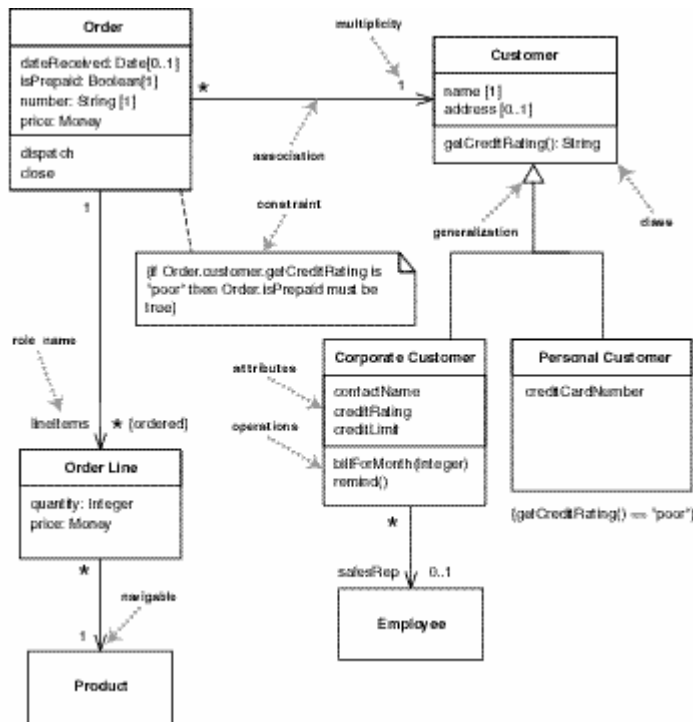 Order
dateReceived: Date[0..1]
isPrepaid: Boolean[1]
number: String [1]
price: Money
dispatch
close
multiplicity
*
1
association
Customer
name [1]
address [0..1]
getCreditRating(): String
class
generalization
constraint
{if Order.customer.getCreditRating is
"poor" then Order.isPrepaid must be
true}
1
role name
lineItems
* {ordered}
Order Line
quantity: Integer
price: Money
*
navigable
1
Product
attributes
operations
Corporate Customer
contactName
creditRating
creditLimit
billForMonth(Integer)
remind()
*
salesRep 0..1
Employee
Personal Customer
creditCardNumber
{getCreditRating() == "poor"}